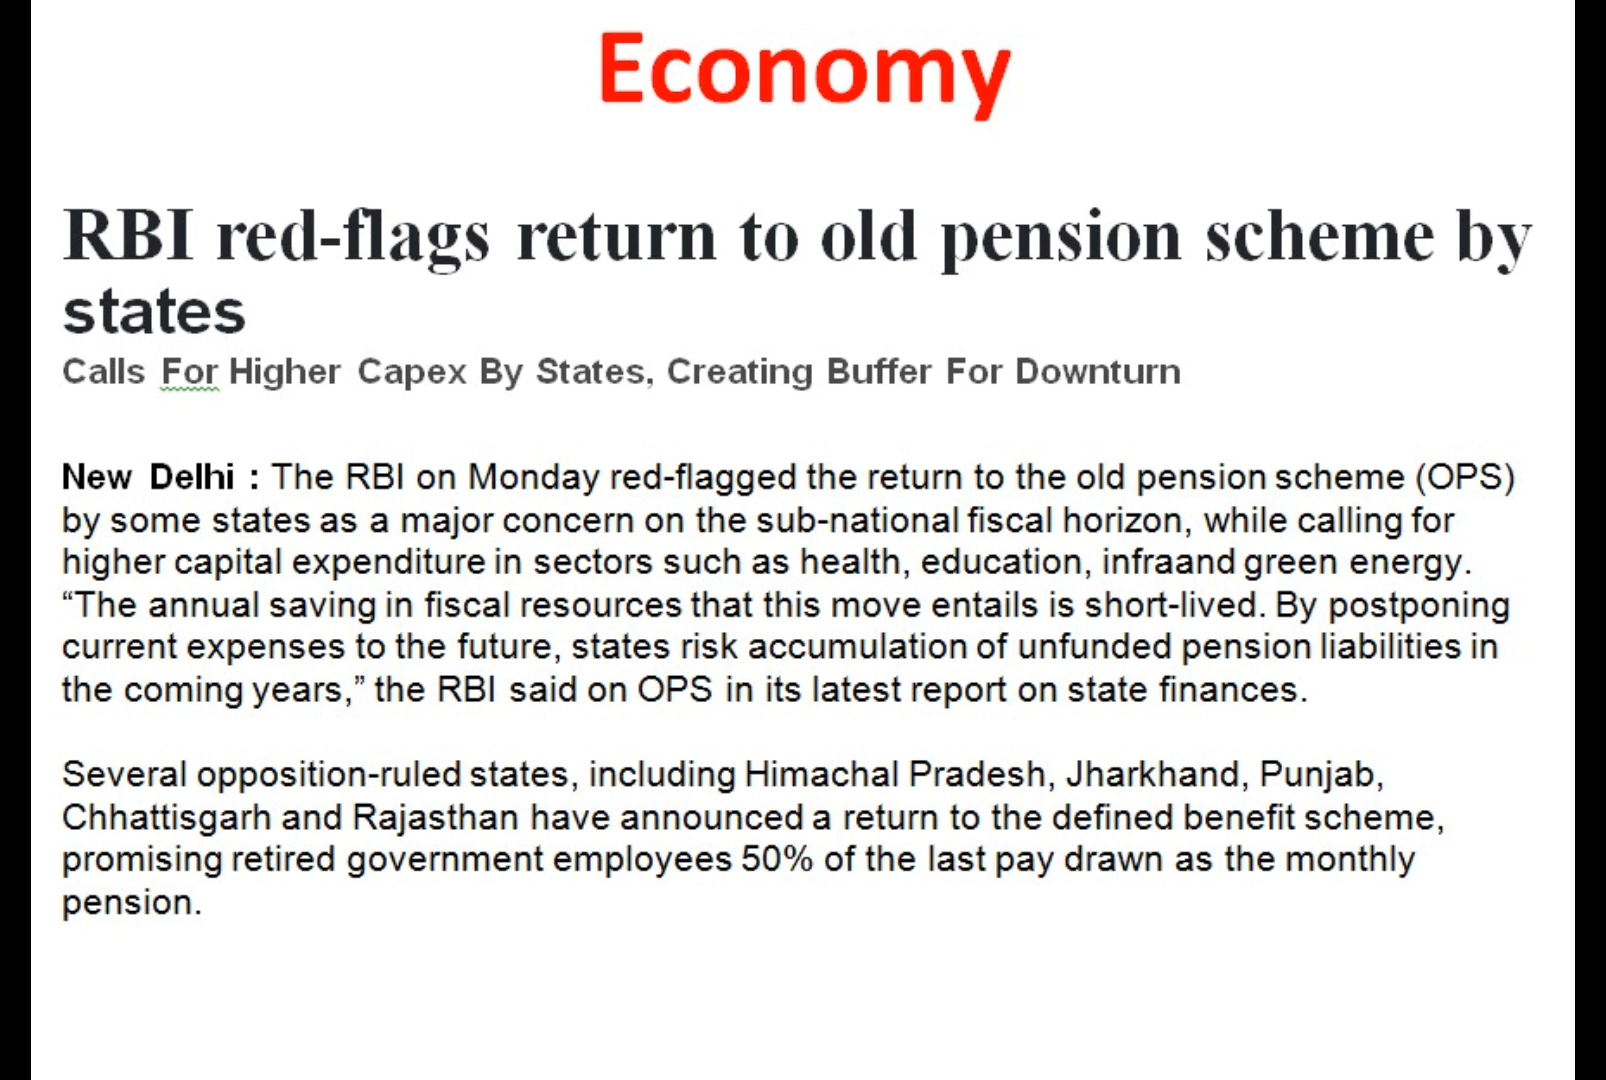 Economy
RBI red-flags return to old pension scheme by
states
Calls For Higher Capex By States, Creating Buffer For Downturn
New Delhi : The RBI on Monday red-flagged the return to the old pension scheme (OPS)
by some states as a major concern on the sub-national fiscal horizon, while calling for
higher capital expenditure in sectors such as health, education, infraand green energy.
“The annual saving in fiscal resources that this move entails is short-lived. By postponing
current expenses to the future, states risk accumulation of unfunded pension liabilities in
the coming years,” the RBI said on OPS in its latest report on state finances.
Several opposition-ruled states, including Himachal Pradesh, Jharkhand, Punjab,
Chhattisgarh and Rajasthan have announced a return to the defined benefit scheme,
promising retired government employees 50% of the last pay drawn as the monthly
pension.